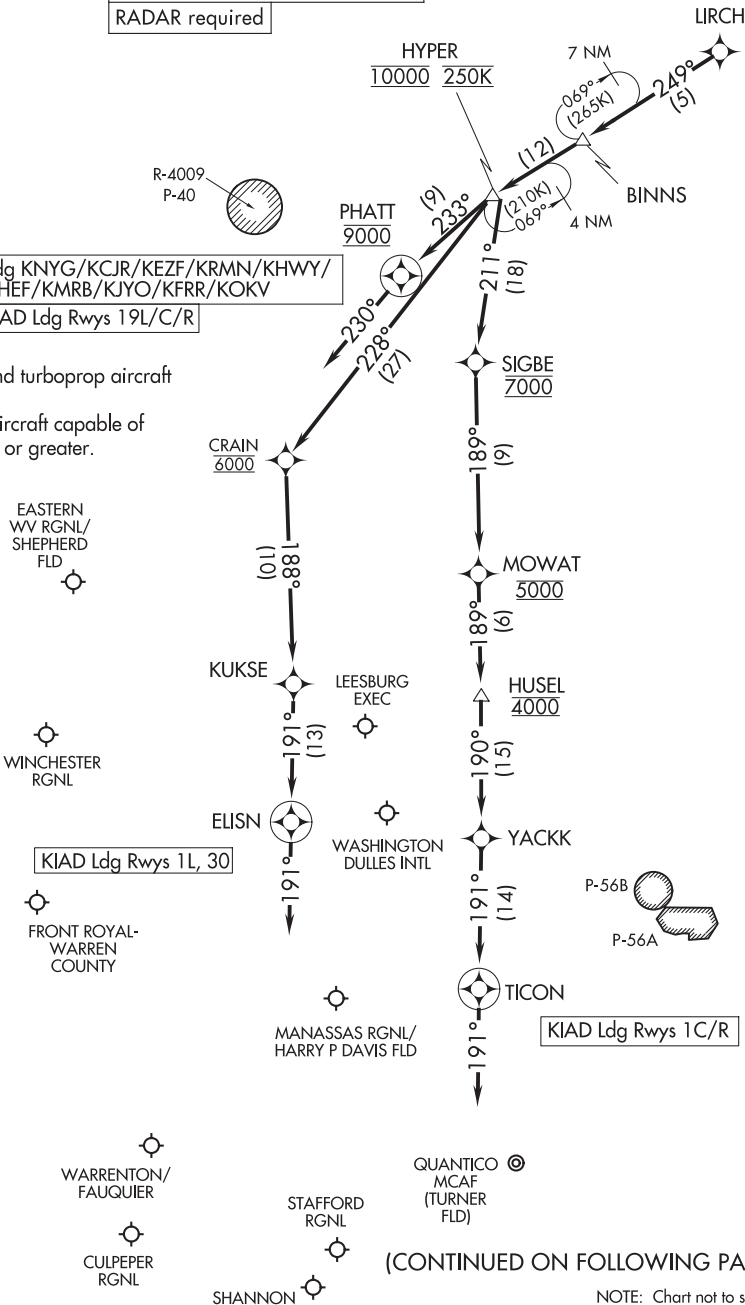 RADAR required
LIRCH
HYPER
10000 250K
7 NM
069°
(265K)
249°
(5)
(12)
BINNS
R-4009
P-40
PHATT
9000
(9)
233°
(210K)
069°
4 NM
211°
(18)
dg KNYG/KCJR/KEZF/KRMN/KHWY/
HEF/KMRB/KJYO/KFRR/KOKV
AD Ldg Rwys 19L/C/R
230°
228°
(27)
nd turboprop aircraft
SIGBE
7000
ircraft capable of
or greater.
CRAIN
6000
189°
(9)
EASTERN
WV RGNL/
SHEPHERD
FLD
188°
(10)
MOWAT
5000
189°
(6)
KUKSE
LEESBURG
EXEC
HUSEL
4000
191°
(13)
190°
(15)
WINCHESTER
RGNL
ELISN
WASHINGTON
DULLES INTL
YACKK
KIAD Ldg Rwys 1L, 30
191°
191°
(14)
P-56B
P-56A
FRONT ROYAL-
WARREN
COUNTY
TICON
MANASSAS RGNL/
HARRY P DAVIS FLD
KIAD Ldg Rwys 1C/R
191°
WARRENTON/
FAUQUIER
QUANTICO
MCAF
(TURNER
FLD)
STAFFORD
RGNL
CULPEPER
RGNL
(CONTINUED ON FOLLOWING PA
SHANNON
NOTE: Chart not to s